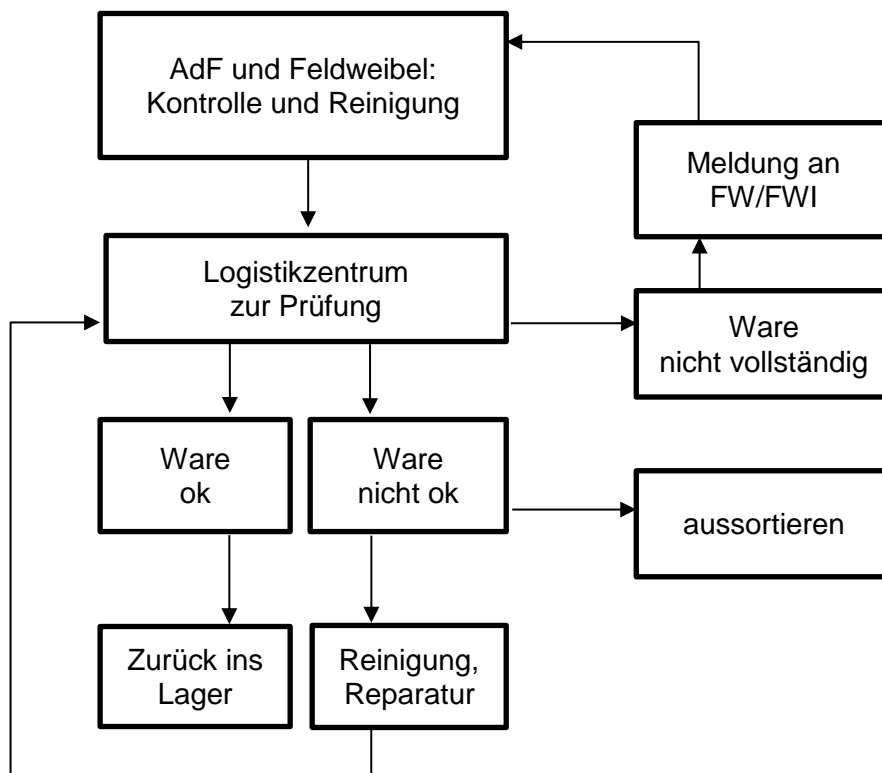 AdF und Feldweibel:
Kontrolle und Reinigung
Meldung an
FW/FWI
Logistikzentrum
zur Prüfung
Ware
nicht vollständig
Ware
ok
Ware
nicht ok
aussortieren
Zurück ins
Lager
Reinigung,
Reparatur